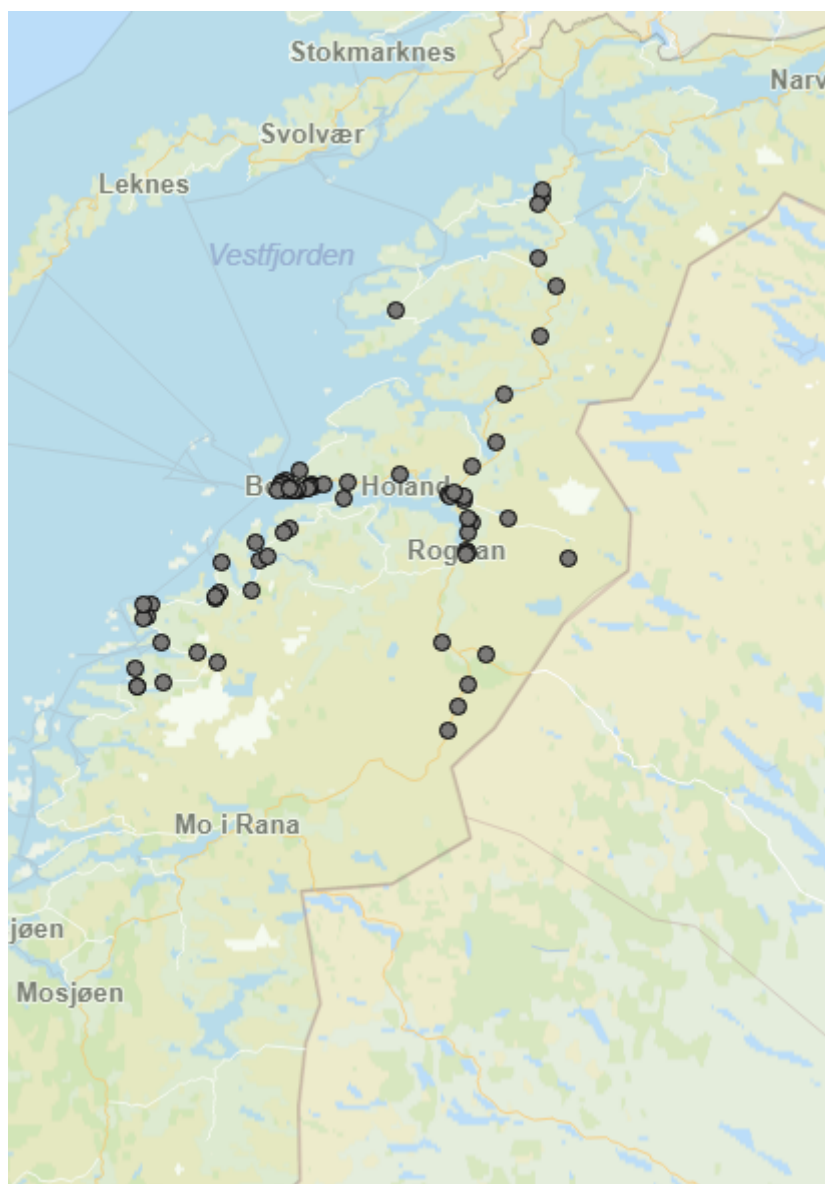 Stokmarknes
Narv
Svolvær
Leknes
Vestfjorden
Holand
Mo i Rana
jøen
Mosjøen